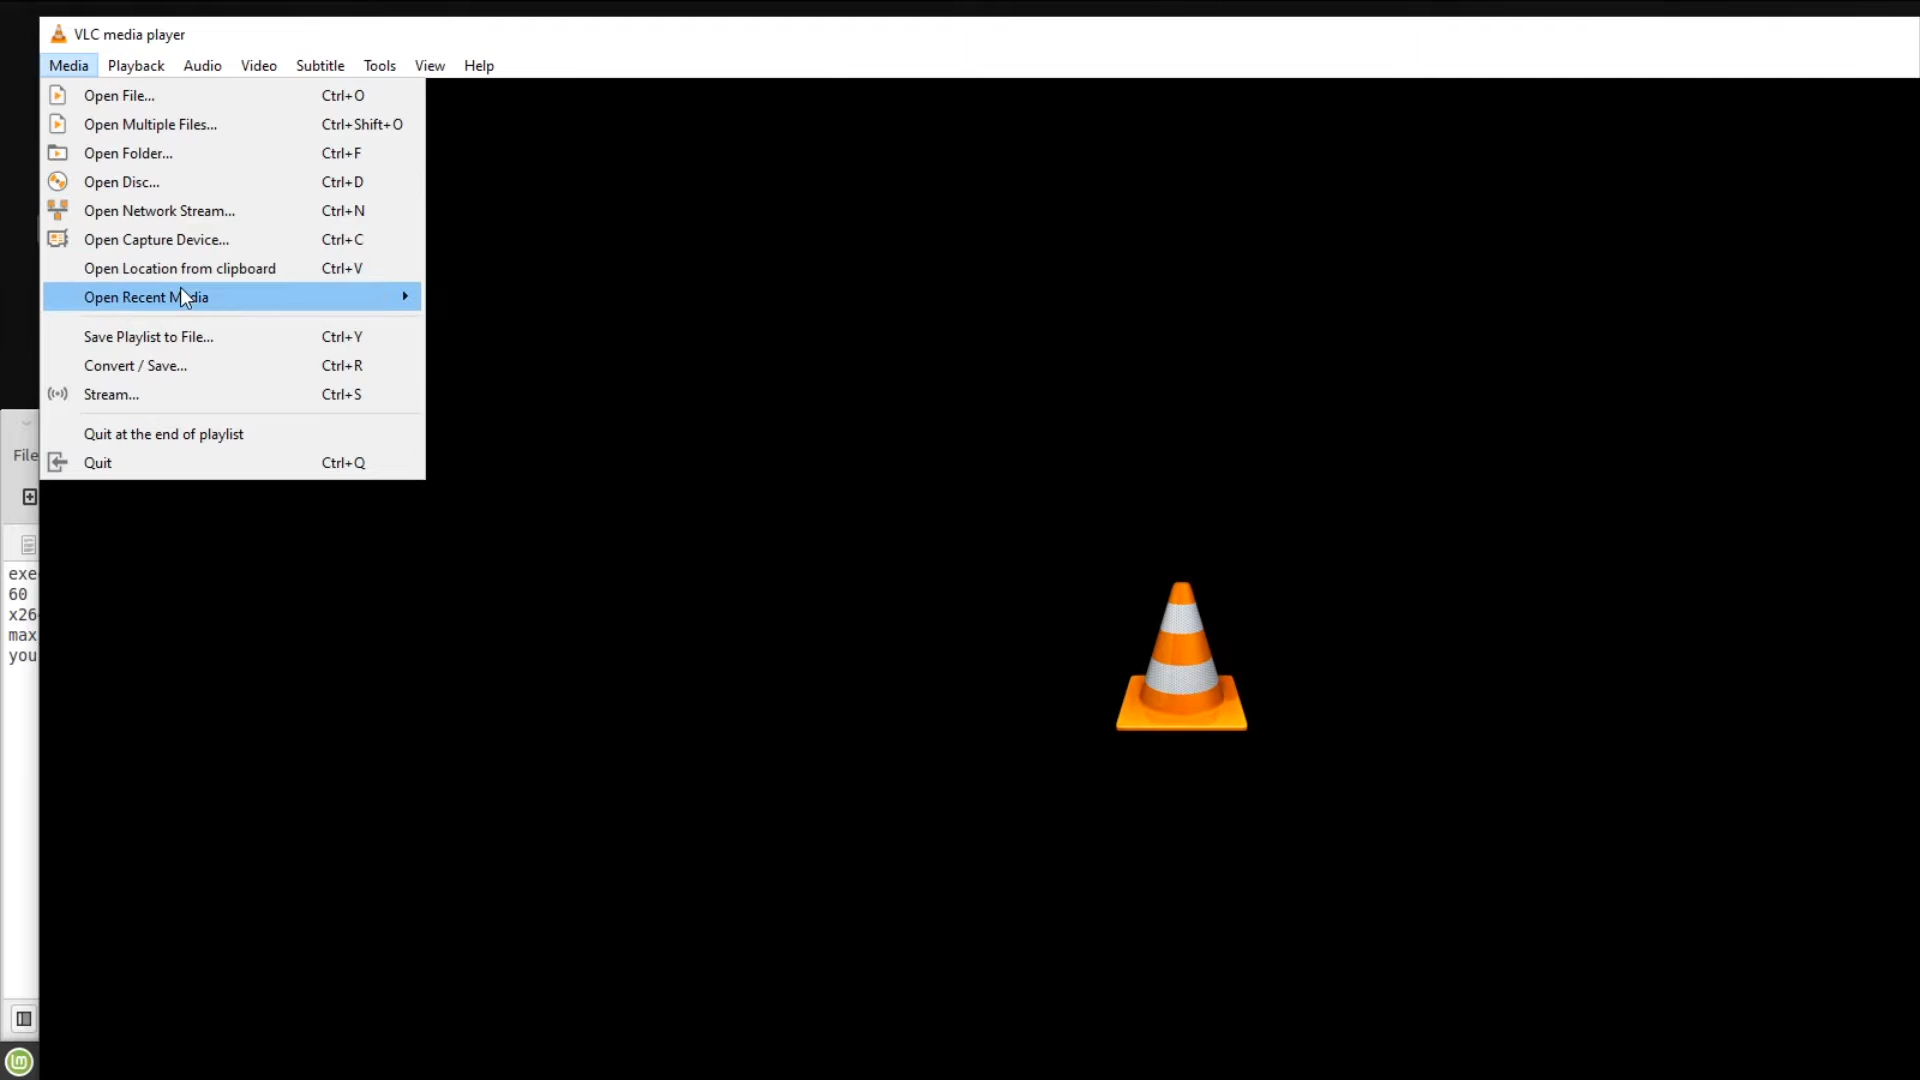 VLC media player
Media Playback Audio Video Subtitle Tools View Help
Open File... Ctrl+O
Open Multiple Files... Ctrl+Shift+O
Open Folder... Ctrl+F
Open Disc... Ctrl+D
Open Network Stream... Ctrl+N
Open Capture Device... Ctrl+C
Open Location from clipboard Ctrl+V
Open Recent Media
Save Playlist to File... Ctrl+Y
Convert / Save... Ctrl+R
Stream... Ctrl+S
Quit at the end of playlist
Quit Ctrl+Q
File
exe
60
x26
max
you